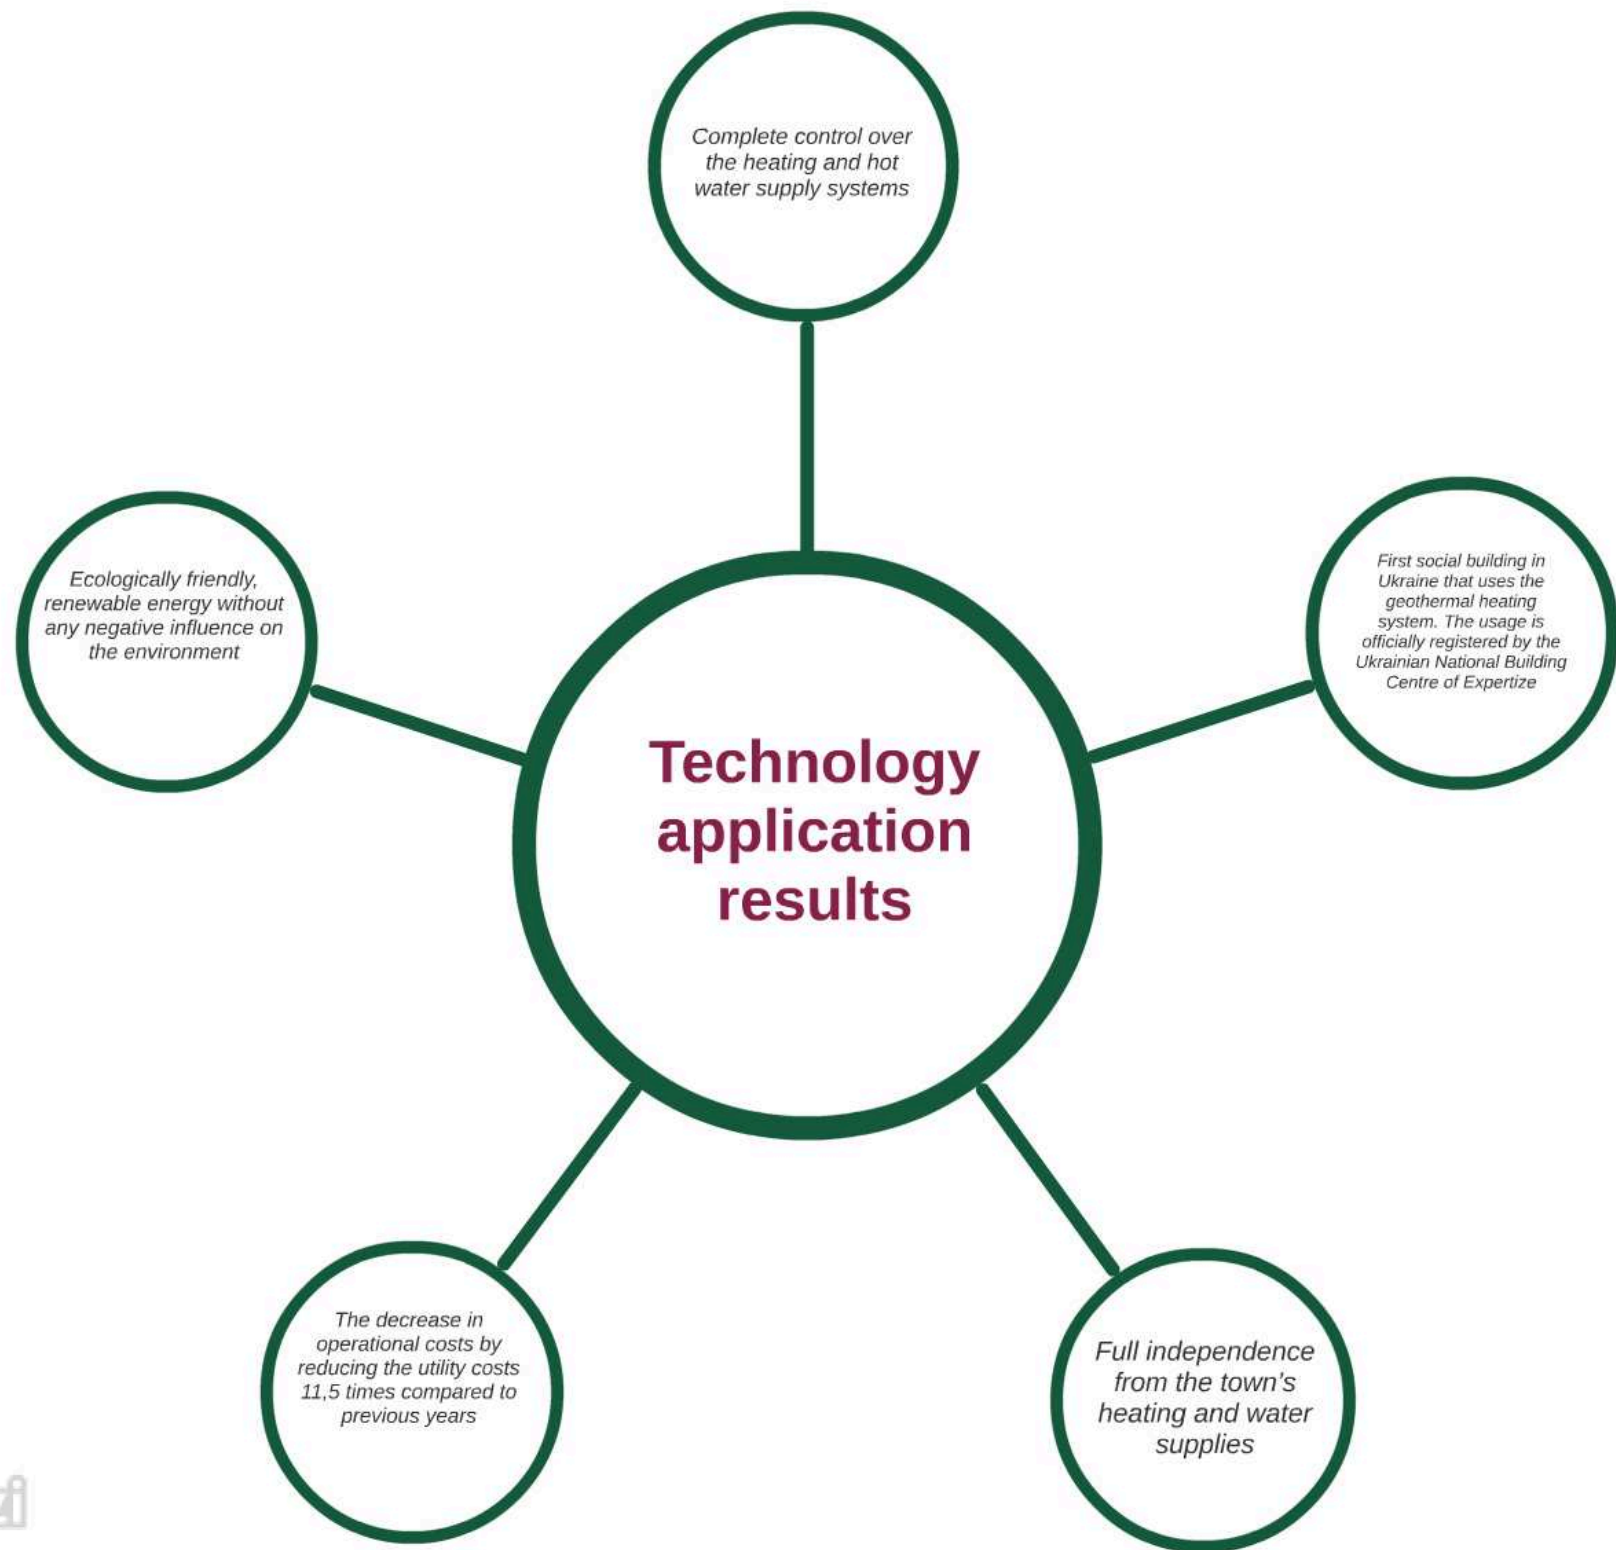 Complete control over
the heating and hot
water supply systems
Ecologically friendly,
renewable energy without
any negative influence on
the environment
First social building in
Ukraine that uses the
geothermal heating
system. The usage is
officially registered by the
Ukrainian National Building
Centre of Expertize
Technology
application
results
The decrease in
operational costs by
reducing the utility costs
11,5 times compared to
previous years
Full independence
from the town's
heating and water
supplies